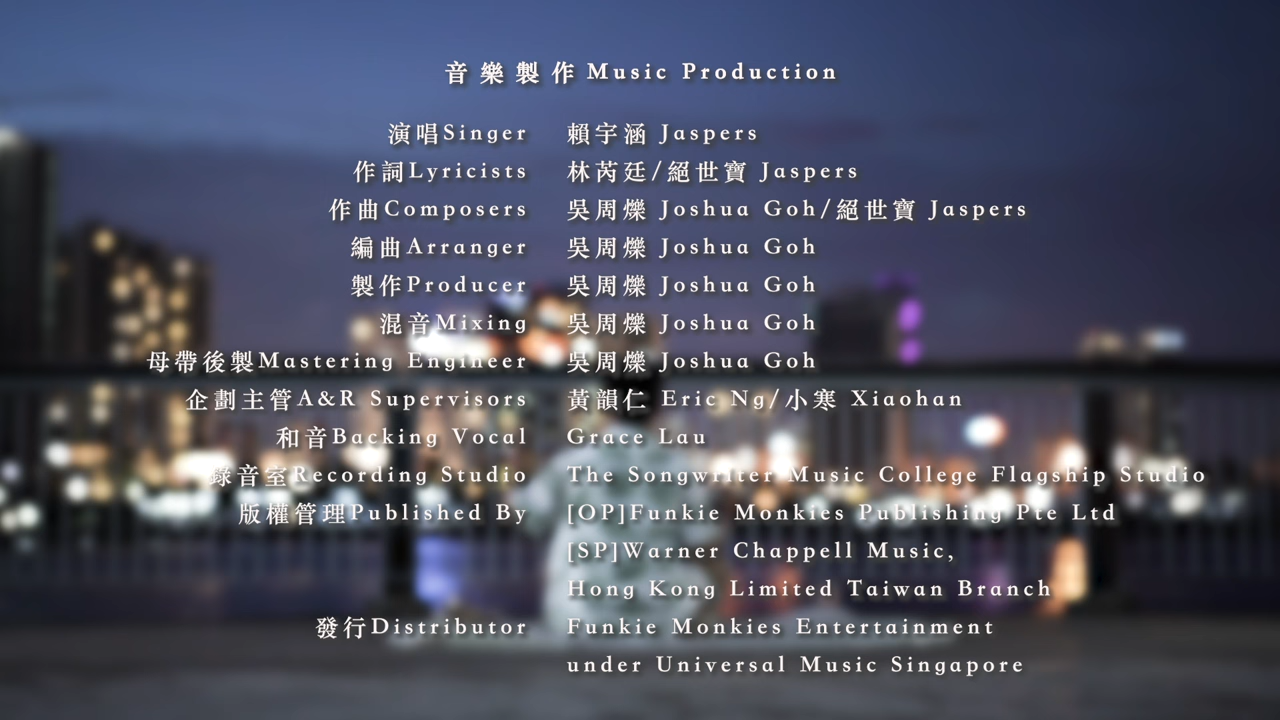 音樂製作 Music Production
演唱Singer 賴宇涵 Jaspers
作詞Lyricists 林芮廷/絕世寶 Jaspers
作曲Composers 吳周爍 Joshua Goh/絕世寶 Jaspers
編曲Arranger 吳周爍 Joshua Goh
製作Producer 吳周爍 Joshua Goh
混音Mixing 吳周爍 Joshua Goh
母帶後製Mastering Engineer 吳周爍 Joshua Goh
企劃主管A&R Supervisors 黃韻仁 Eric Ng/小寒 Xiaohan
和音Backing Vocal Grace Lau
錄音室Recording Studio The Songwriter Music College Flagship Studio
版權管理Published By [OP]Funkie Monkies Publishing Pte Ltd
[SP]Warner Chappell Music,
Hong Kong Limited Taiwan Branch
發行Distributor Funkie Monkies Entertainment
under Universal Music Singapore